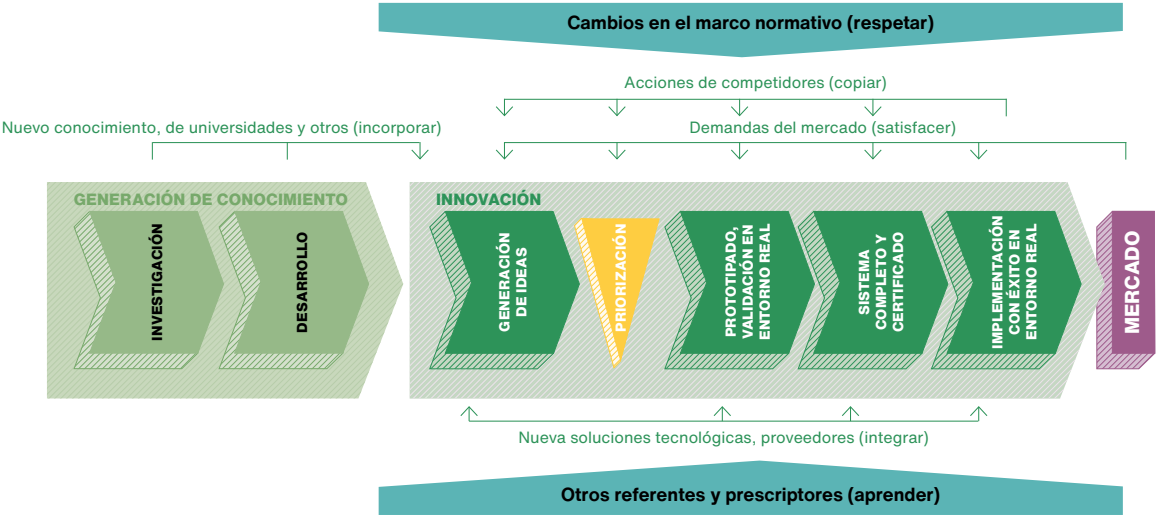 Cambios en el marco normativo (respetar)
Acciones de competidores (copiar)
Nuevo conocimiento, de universidades y otros (incorporar)
Demandas del mercado (satisfacer)
GENERACIÓN DE CONOCIMIENTO
INVESTIGACIÓN
DESARROLLO
INNOVACIÓN
GENERACIÓN
DE IDEAS
PRIORIZACIÓN
PROTOTIPADO,
VALIDACIÓN EN
ENTORNO REAL
SISTEMA
COMPLETO Y
CERTIFICADO
IMPLEMENTACIÓN
CON ÉXITO EN
ENTORNO REAL
MERCADO
Nueva soluciones tecnológicas, proveedores (integrar)
Otros referentes y prescriptores (aprender)